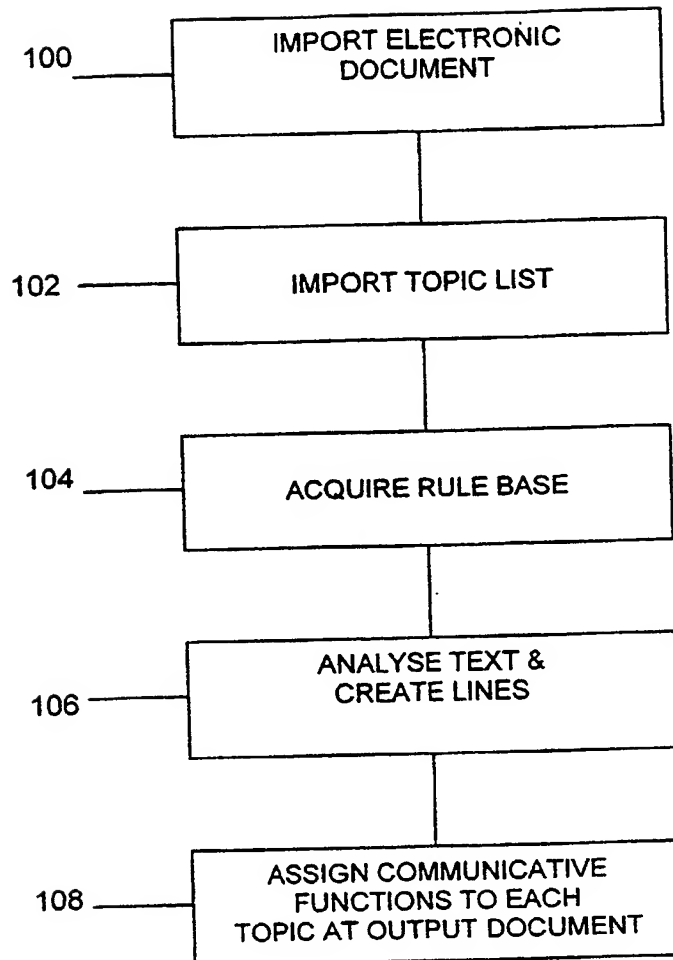 100
IMPORT ELECTRONIC
DOCUMENT
102
IMPORT TOPIC LIST
104
ACQUIRE RULE BASE
106
ANALYSE TEXT &
CREATE LINES
108
ASSIGN COMMUNICATIVE
FUNCTIONS TO EACH
TOPIC AT OUTPUT DOCUMENT